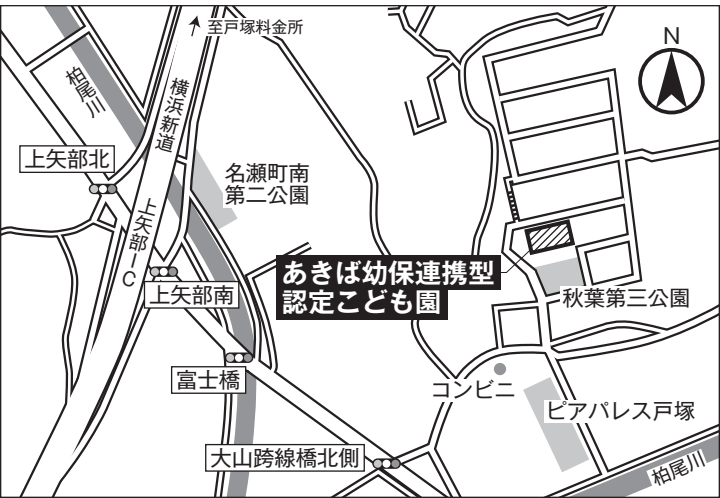 至戸塚料金所
N
柏尾川
横浜新道
上矢部北
名瀬町南
第二公園
上矢部IC
あきば幼保連携型
認定こども園
上矢部南
秋葉第三公園
富士橋
コンビニ
ピアパレス戸塚
大山跨線橋北側
柏尾川